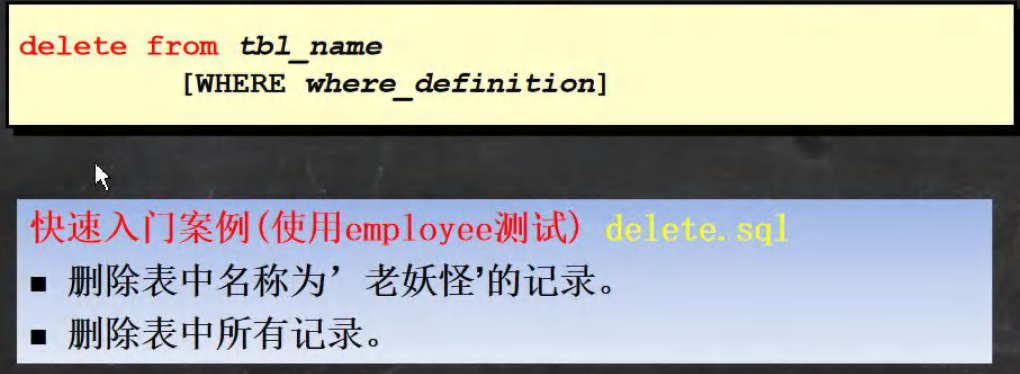 delete from tbl_name
[WHERE where_definition]
快速入门案例(使用employee测试) delete.sql
■ 删除表中名称为’老妖怪’的记录。
■ 删除表中所有记录。